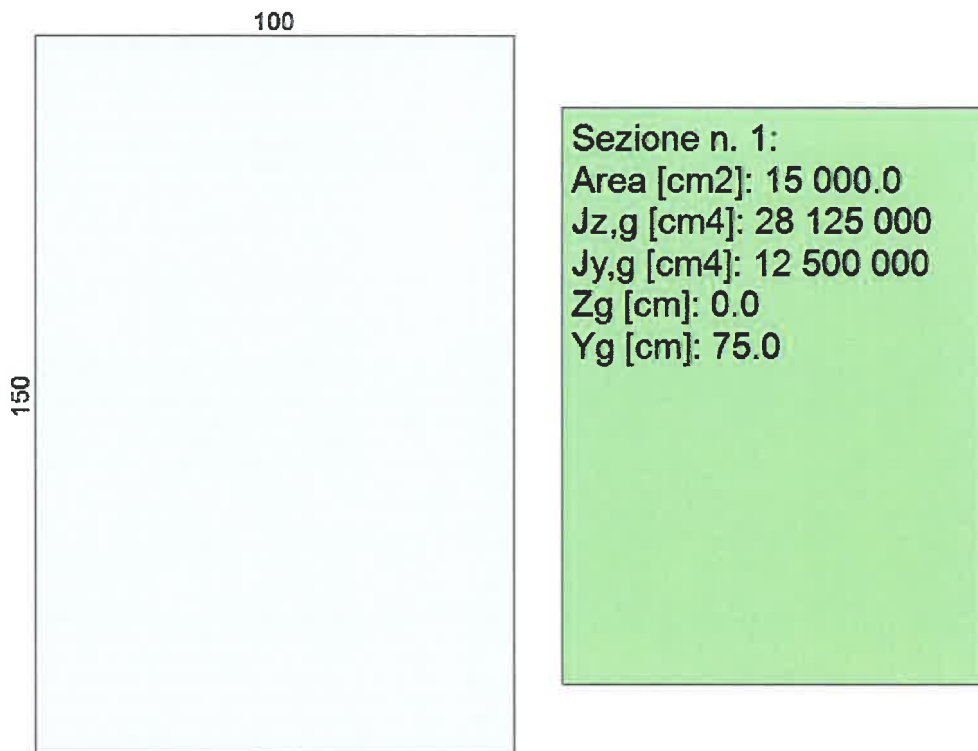 100
150
Sezione n. 1:
Area [cm2]: 15 000.0
Jz,g [cm4]: 28 125 000
Jy,g [cm4]: 12 500 000
Zg [cm]: 0.0
Yg [cm]: 75.0